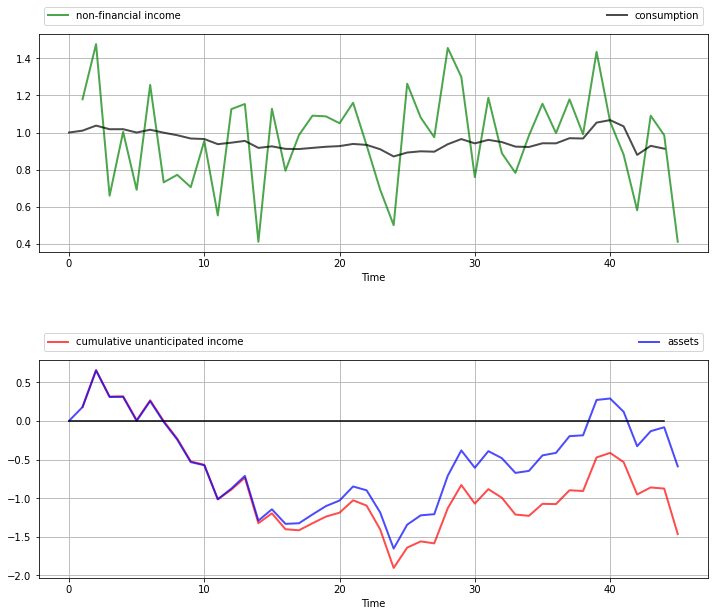 non-financial income consumption
1.4
1.2
1.0
0.8
0.6
0.4
0 10 20 30 40
Time
cumulative unanticipated income assets
0.5
0.0
−0.5
−1.0
−1.5
−2.0
0 10 20 30 40
Time